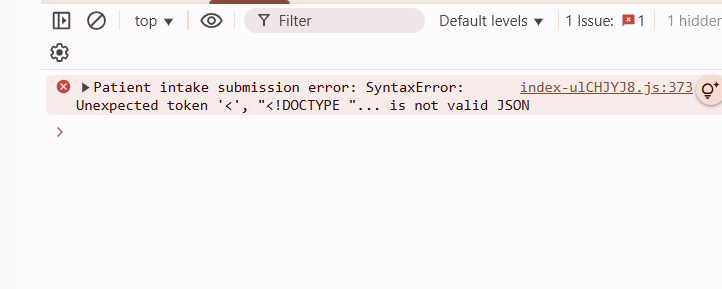 top ▼ Filter Default levels ▼ 1 Issue: 1 1 hidden
Patient intake submission error: SyntaxError: index-ulCHJYJ8.js:373
Unexpected token '<', "<!DOCTYPE "... is not valid JSON